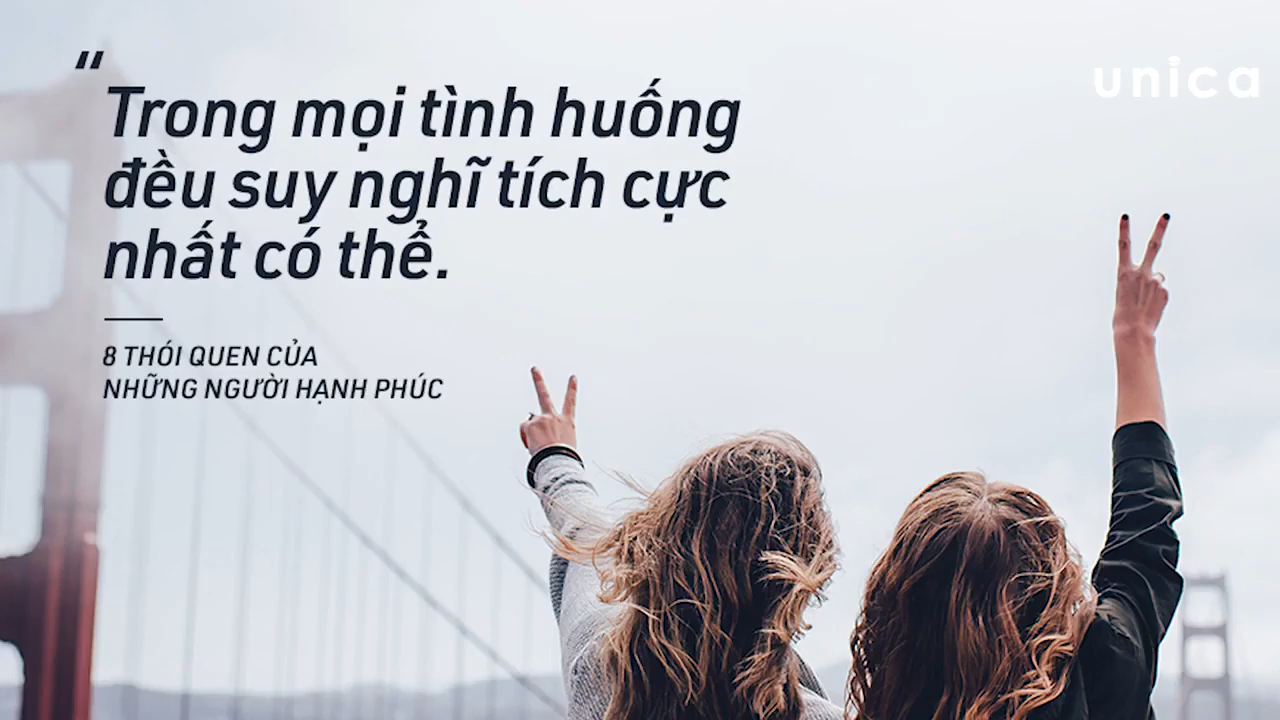 “
Trong mọi tình huống
đều suy nghĩ tích cực
nhất có thể.
8 THÓI QUEN CỦA
NHỮNG NGƯỜI HẠNH PHÚC
unica